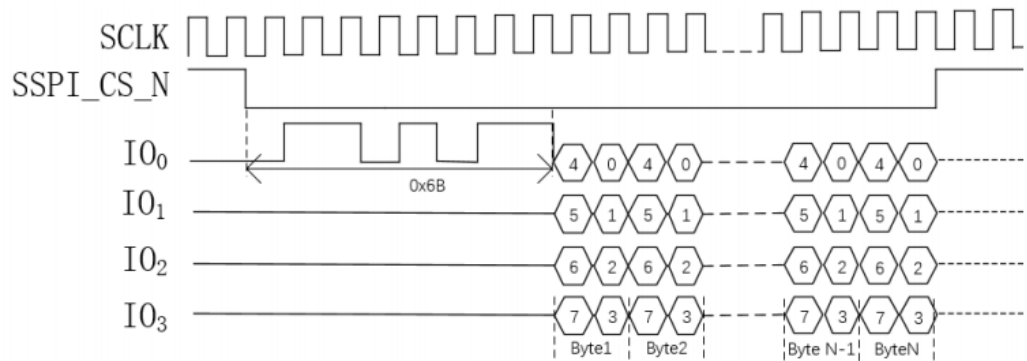 SCLK
SSPI_CS_N
IO₀ 4 0 4 0 4 0 4 0
0x6B
IO₁ 5 1 5 1 5 1 5 1
IO₂ 6 2 6 2 6 2 6 2
IO₃ 7 3 7 3 7 3 7 3
Byte1 Byte2 Byte N-1 ByteN